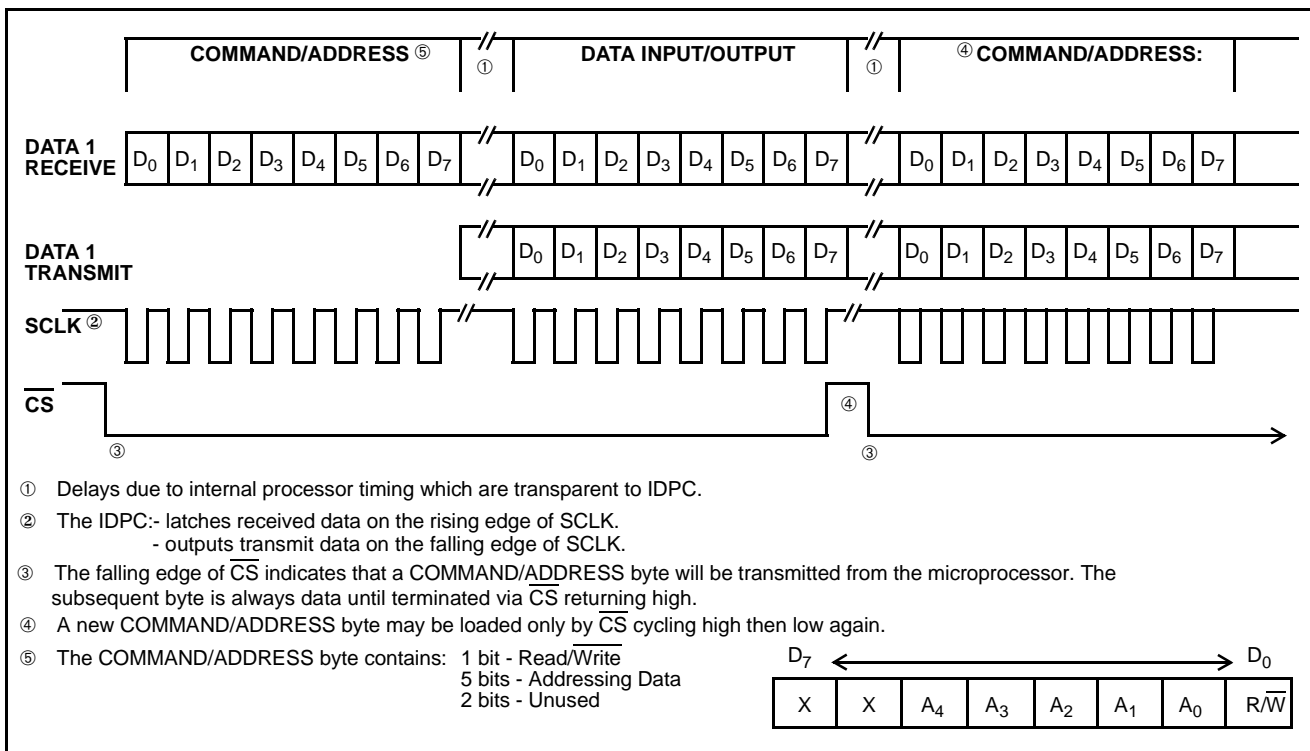 COMMAND/ADDRESS ⑤ ① DATA INPUT/OUTPUT ① ④ COMMAND/ADDRESS:
DATA 1
RECEIVE D0 D1 D2 D3 D4 D5 D6 D7 D0 D1 D2 D3 D4 D5 D6 D7 D0 D1 D2 D3 D4 D5 D6 D7
DATA 1
TRANSMIT D0 D1 D2 D3 D4 D5 D6 D7 D0 D1 D2 D3 D4 D5 D6 D7
SCLK ②
C̅S̅ ④
③ ③
① Delays due to internal processor timing which are transparent to IDPC.
② The IDPC:- latches received data on the rising edge of SCLK.
- outputs transmit data on the falling edge of SCLK.
③ The falling edge of C̅S̅ indicates that a COMMAND/ADDRESS byte will be transmitted from the microprocessor. The
subsequent byte is always data until terminated via C̅S̅ returning high.
④ A new COMMAND/ADDRESS byte may be loaded only by C̅S̅ cycling high then low again.
⑤ The COMMAND/ADDRESS byte contains: 1 bit - Read/W̅r̅i̅t̅e̅
5 bits - Addressing Data
2 bits - Unused
D7 D0
X X A4 A3 A2 A1 A0 R/W̅